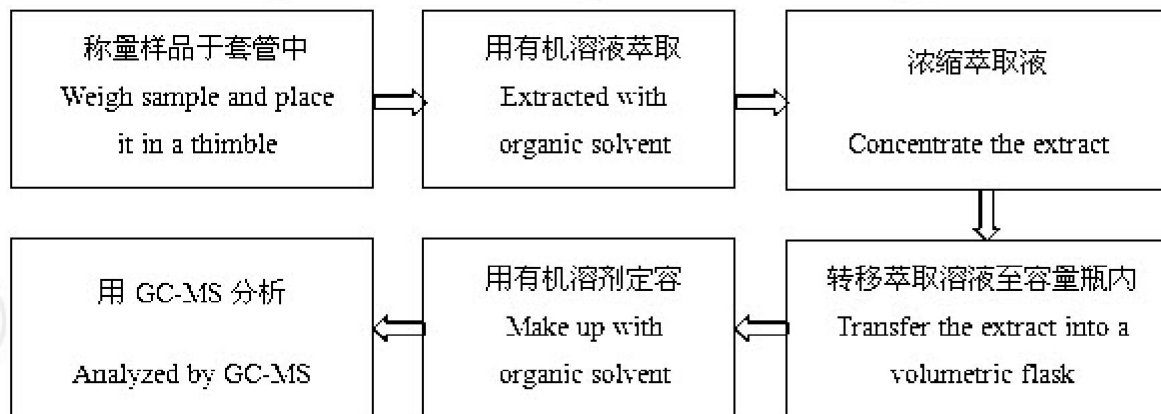 称量样品于套管中
Weigh sample and place
it in a thimble
用有机溶液萃取
Extracted with
organic solvent
浓缩萃取液
Concentrate the extract
转移萃取溶液至容量瓶内
Transfer the extract into a
volumetric flask
用有机溶剂定容
Make up with
organic solvent
用 GC-MS 分析
Analyzed by GC-MS